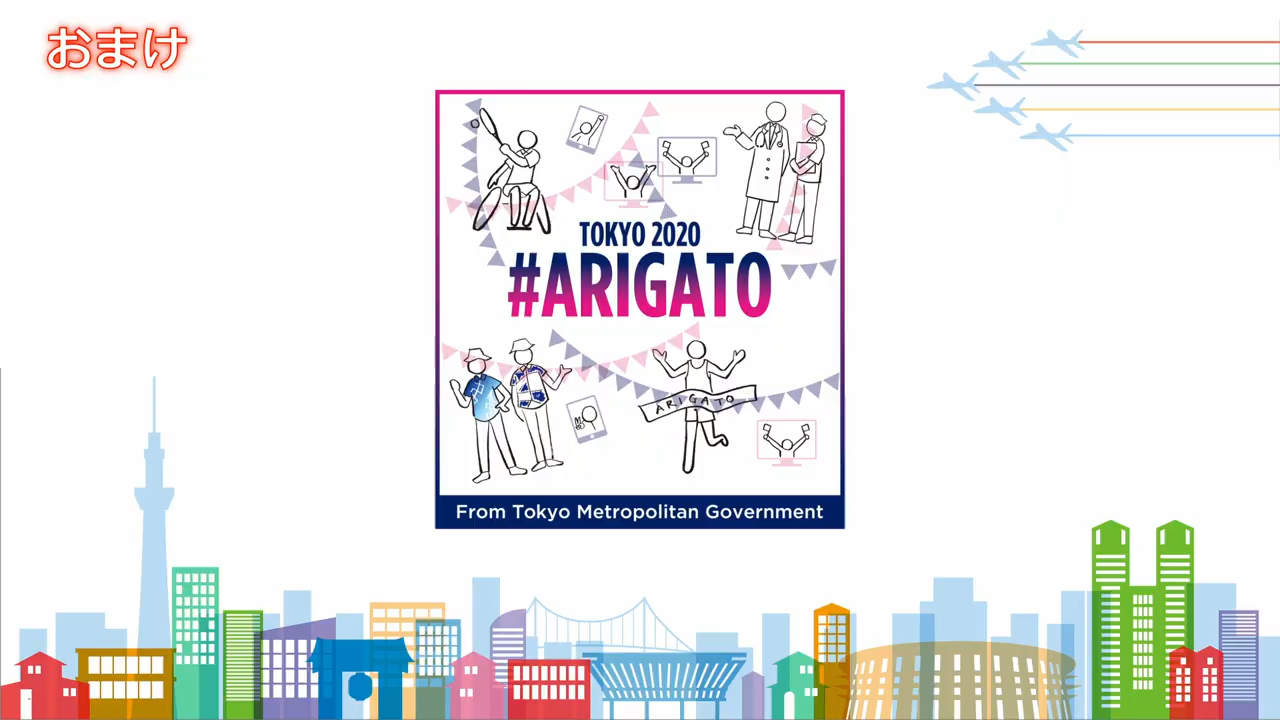 おまけ
TOKYO 2020
#ARIGATO
ARIGATO
From Tokyo Metropolitan Government